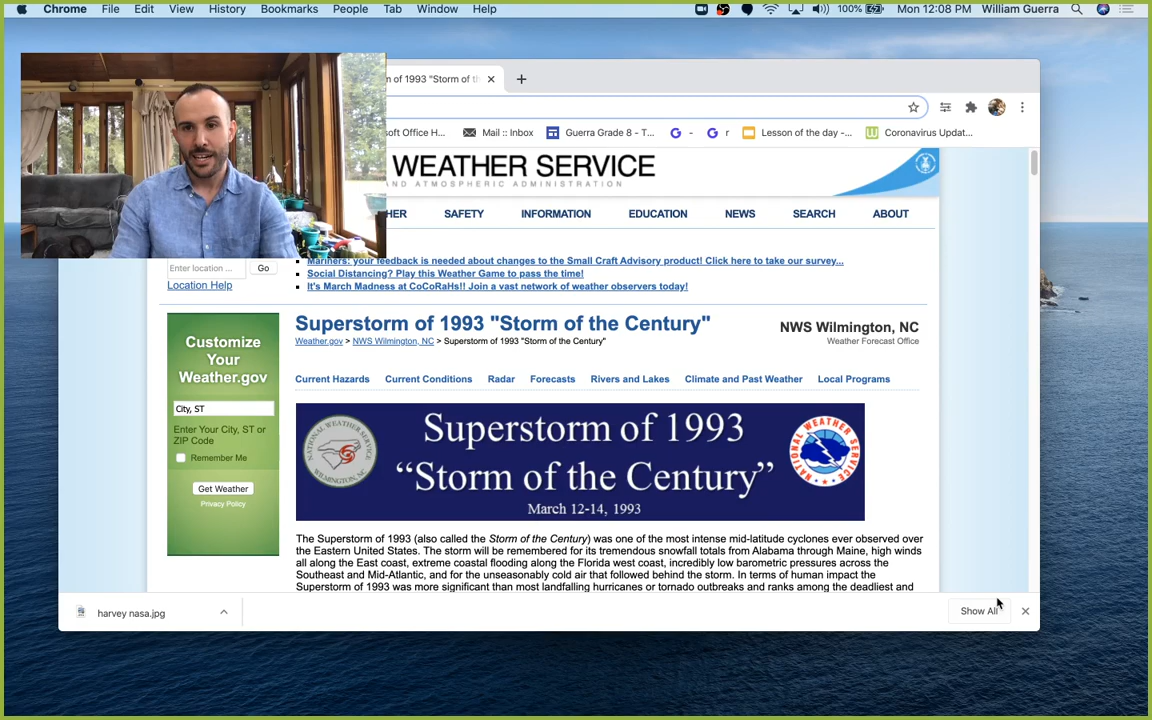 Chrome File Edit View History Bookmarks People Tab Window Help 100% Mon 12:08 PM William Guerra
of 1993 "Storm of th
soft Office H... Mail :: Inbox Guerra Grade 8 - T... - r Lesson of the day -... Coronavirus Updat...
WEATHER SERVICE
AND ATMOSPHERIC ADMINISTRATION
HER SAFETY INFORMATION EDUCATION NEWS SEARCH ABOUT
Mariners: your feedback is needed about changes to the Small Craft Advisory product! Click here to take our survey...
Enter location ... Go
Social Distancing? Play this Weather Game to pass the time!
Location Help
It's March Madness at CoCoRaHs!! Join a vast network of weather observers today!
Superstorm of 1993 "Storm of the Century"
NWS Wilmington, NC
Weather.gov > NWS Wilmington, NC > Superstorm of 1993 "Storm of the Century"
Weather Forecast Office
Customize
Your
Weather.gov
City, ST
Enter Your City, ST or
ZIP Code
Remember Me
Get Weather
Privacy Policy
Current Hazards Current Conditions Radar Forecasts Rivers and Lakes Climate and Past Weather Local Programs
Superstorm of 1993
"Storm of the Century"
March 12-14, 1993
The Superstorm of 1993 (also called the Storm of the Century) was one of the most intense mid-latitude cyclones ever observed over
the Eastern United States. The storm will be remembered for its tremendous snowfall totals from Alabama through Maine, high winds
all along the East coast, extreme coastal flooding along the Florida west coast, incredibly low barometric pressures across the
Southeast and Mid-Atlantic, and for the unseasonably cold air that followed behind the storm. In terms of human impact the
Superstorm of 1993 was more significant than most landfalling hurricanes or tornado outbreaks and ranks among the deadliest and
harvey nasa.jpg
Show All